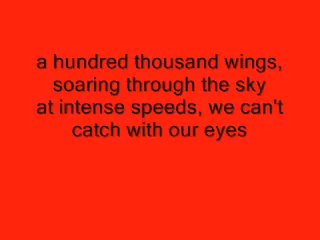 a hundred thousand wings,
soaring through the sky
at intense speeds, we can't
catch with our eyes